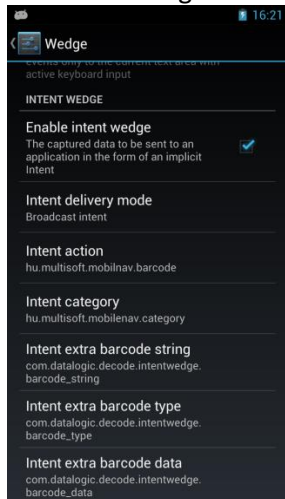 16:21
Wedge
events only to the current text area with
active keyboard input
INTENT WEDGE
Enable intent wedge
The captured data to be sent to an
application in the form of an implicit
Intent
Intent delivery mode
Broadcast intent
Intent action
hu.multisoft.mobilnav.barcode
Intent category
hu.multisoft.mobilenav.category
Intent extra barcode string
com.datalogic.decode.intentwedge.
barcode_string
Intent extra barcode type
com.datalogic.decode.intentwedge.
barcode_type
Intent extra barcode data
com.datalogic.decode.intentwedge.
barcode_data